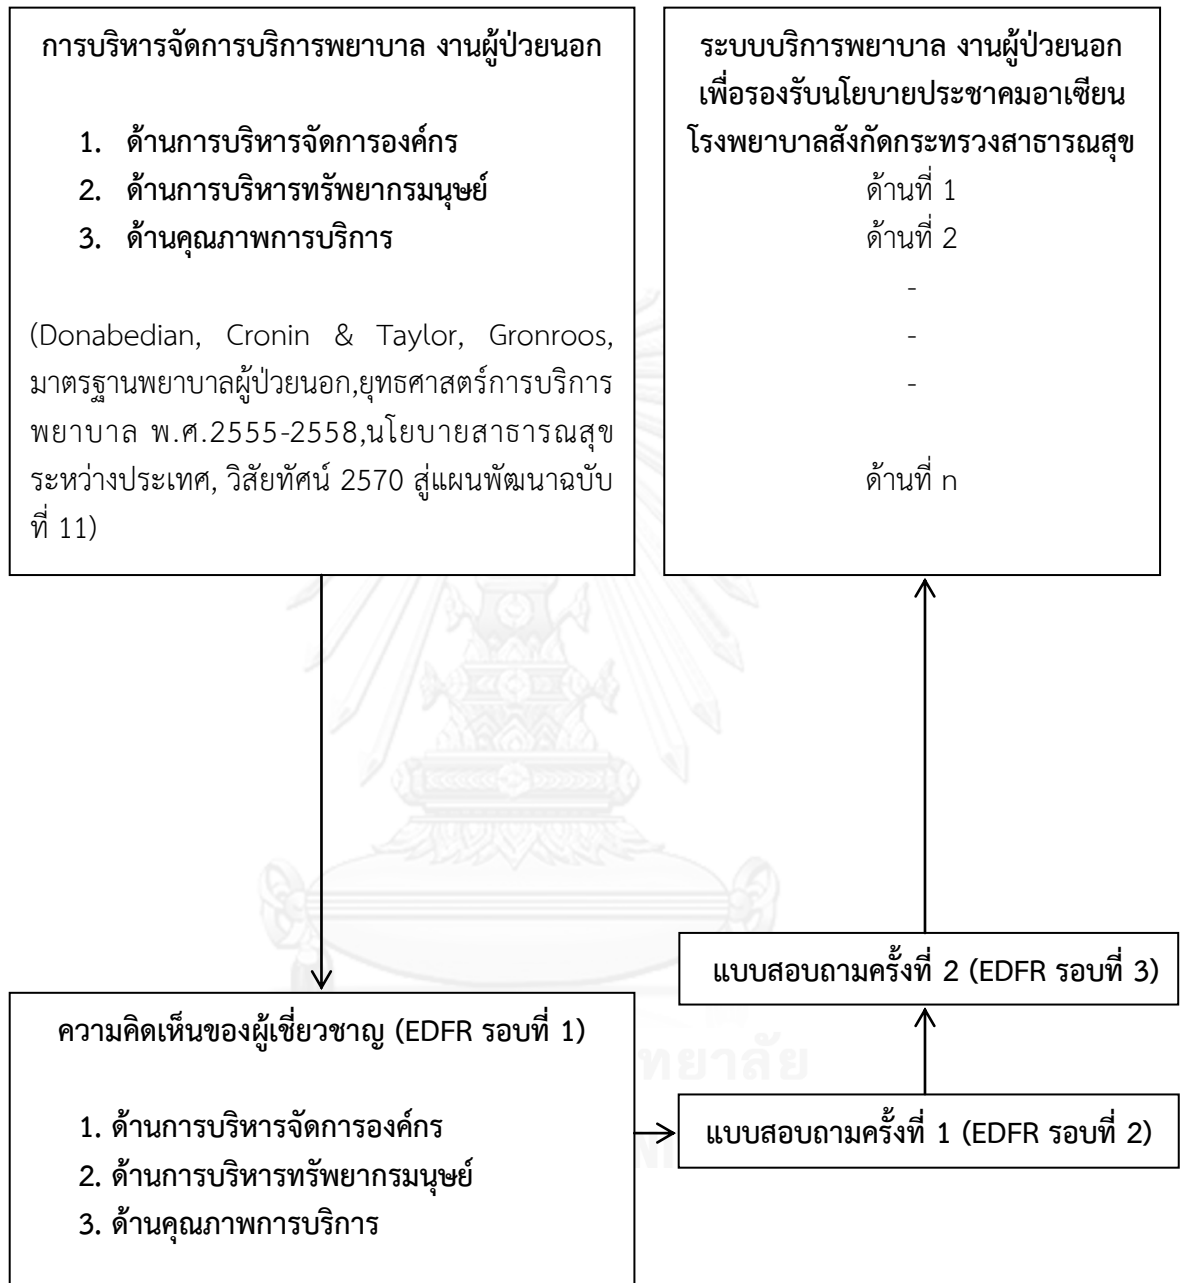 การบริหารจัดการบริการพยาบาล งานผู้ป่วยนอก
1. ด้านการบริหารจัดการองค์กร
2. ด้านการบริหารทรัพยากรมนุษย์
3. ด้านคุณภาพการบริการ
(Donabedian, Cronin & Taylor, Gronroos,
มาตรฐานพยาบาลผู้ป่วยนอก,ยุทธศาสตร์การบริการ
พยาบาล พ.ศ.2555-2558,นโยบายสาธารณสุข
ระหว่างประเทศ, วิสัยทัศน์ 2570 สู่แผนพัฒนาฉบับ
ที่ 11)
ระบบบริการพยาบาล งานผู้ป่วยนอก
เพื่อรองรับนโยบายประชาคมอาเซียน
โรงพยาบาลสังกัดกระทรวงสาธารณสุข
ด้านที่ 1
ด้านที่ 2
-
-
-
ด้านที่ n
แบบสอบถามครั้งที่ 2 (EDFR รอบที่ 3)
ความคิดเห็นของผู้เชี่ยวชาญ (EDFR รอบที่ 1)
1. ด้านการบริหารจัดการองค์กร
2. ด้านการบริหารทรัพยากรมนุษย์
3. ด้านคุณภาพการบริการ
แบบสอบถามครั้งที่ 1 (EDFR รอบที่ 2)
ทยาลัย